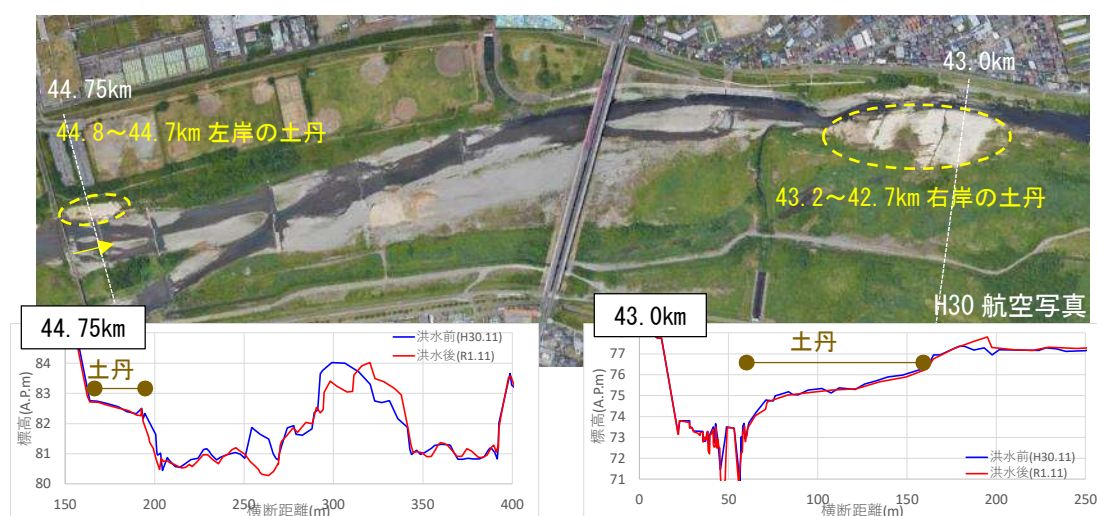 44.75km
43.0km
44.8～44.7km 左岸の土丹
43.2～42.7km 右岸の土丹
H30 航空写真
44.75km
洪水前(H30.11)
洪水後(R1.11)
土丹
標高(A.P.m)
84
83
82
81
80
150
200
250
300
350
400
横断距離(m)
43.0km
土丹
標高(A.P.m)
77
76
75
74
73
72
71
洪水前(H30.11)
洪水後(R1.11)
0
50
100
150
200
250
横断距離(m)